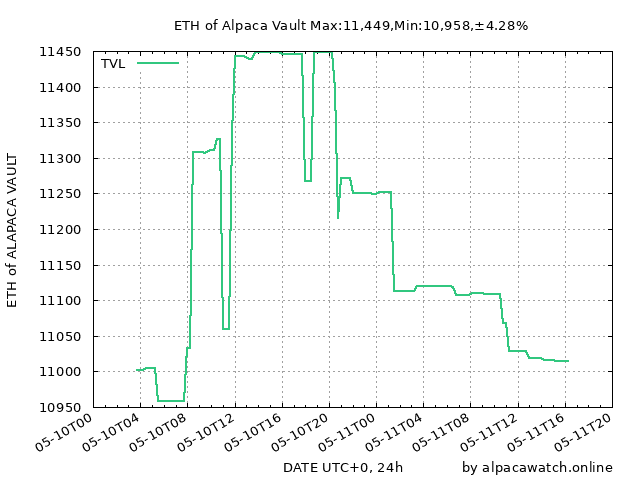 ETH of Alpaca Vault Max:11,449,Min:10,958,±4.28%
TVL
ETH of ALAPACA VAULT
11450
11400
11350
11300
11250
11200
11150
11100
11050
11000
10950
05-10T00
05-10T04
05-10T08
05-10T12
05-10T16
05-10T20
05-11T00
05-11T04
05-11T08
05-11T12
05-11T16
05-11T20
DATE UTC+0, 24h
by alpacawatch.online